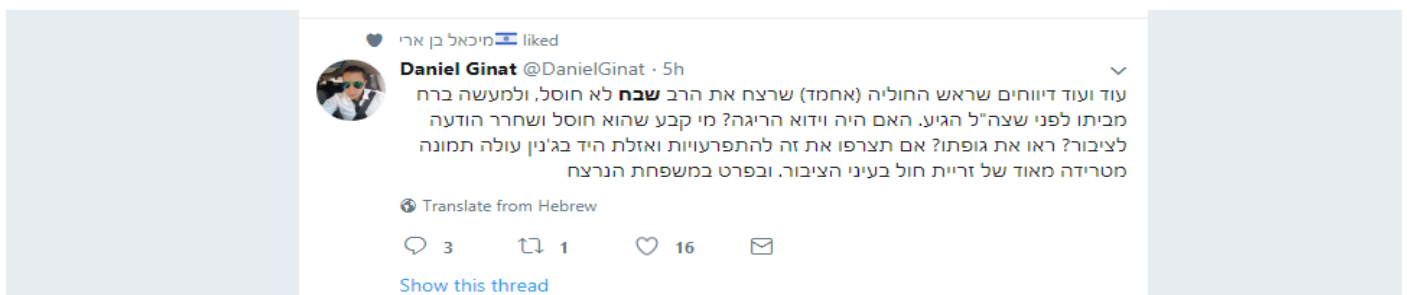 מיכאל בן ארי liked
Daniel Ginat @DanielGinat · 5h
עוד ועוד דיווחים שראש החוליה (אחמד) שרצח את הרב שבח לא חוסל, ולמעשה ברח
מביתו לפני שצה"ל הגיע. האם היה וידוא הריגה? מי קבע שהוא חוסל ושחרר הודעה
לציבור? ראו את גופתו? אם תצרפו את זה להתפרעויות ואזלת היד בג'נין עולה תמונה
מטרידה מאוד של זריית חול בעיני הציבור. ובפרט במשפחת הנרצח
Translate from Hebrew
3 1 16
Show this thread